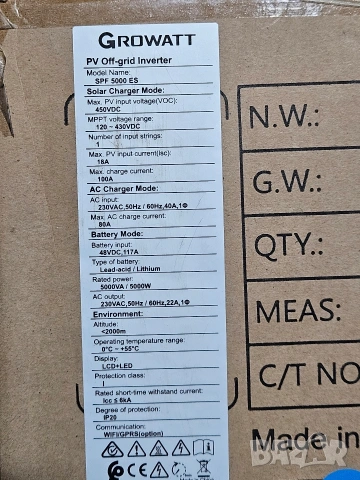 GROWATT
PV Off-grid Inverter
Model Name:
SPF 5000 ES
Solar Charger Mode:
Max. PV input voltage(VOC):
450VDC
MPPT voltage range:
120 ~ 430VDC
Number of input strings:
1
Max. PV input current(Isc):
18A
Max. charge current:
100A
AC Charger Mode:
AC input:
230VAC,50Hz / 60Hz,40A,1Φ
Max. AC charge current:
80A
Battery Mode:
Battery input:
48VDC,117A
Type of battery:
Lead-acid / Lithium
Rated power:
5000VA / 5000W
AC output:
230VAC,50Hz / 60Hz,22A,1Φ
Environment:
Altitude:
<2000m
Operating temperature range:
0°C ~ +55°C
Display:
LCD+LED
Protection class:
I
Rated short-time withstand current:
Icc ≤ 6kA
Degree of protection:
IP20
Communication:
WIFI/GPRS(option)
CE
Made in China
N.W.:
G.W.:
QTY.:
MEAS:
C/T NO
Made in
bazar